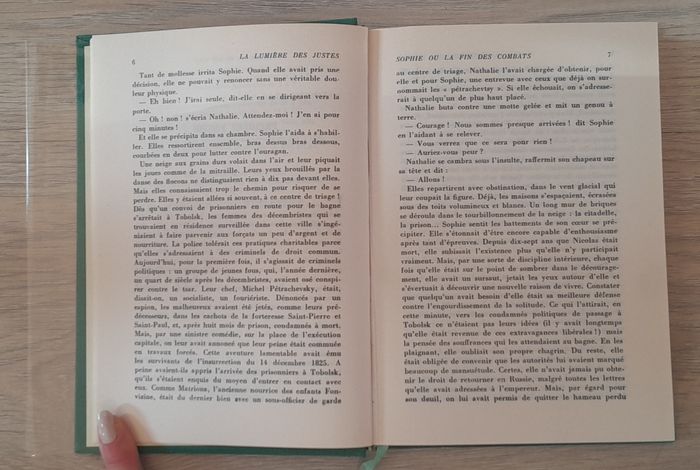 6
LA LUMIÈRE DES JUSTES
Tant de mollesse irrita Sophie. Quand elle avait pris une
décision, elle ne pouvait y renoncer sans une véritable dou-
leur physique.
— Eh bien ! J'irai seule, dit-elle en se dirigeant vers la
porte.
— Oh ! non ! s'écria Nathalie. Attendez-moi ! J'en ai pour
cinq minutes !
Et elle se précipita dans sa chambre. Sophie l'aida à s'habil-
ler. Elles ressortirent ensemble, bras dessus bras dessous,
courbées en deux pour lutter contre l'ouragan.
Une neige aux grains durs volait dans l'air et leur piquait
les joues comme de la mitraille. Leurs yeux brouillés par la
danse des flocons ne distinguaient rien à dix pas devant elles.
Mais elles connaissaient trop le chemin pour risquer de se
perdre. Elles y étaient allées si souvent, à ce centre de triage !
Dès qu'un convoi de prisonniers en route pour le bagne
s'arrêtait à Tobolsk, les femmes des décembristes qui se
trouvaient en résidence surveillée dans cette ville s'ingé-
niaient à faire parvenir aux forçats un peu d'argent et de
nourriture. La police tolérait ces pratiques charitables parce
qu'elles s'adressaient à des criminels de droit commun.
Aujourd'hui, pour la première fois, il s'agissait de criminels
politiques : un groupe de jeunes fous, qui, l'année dernière,
un quart de siècle après les décembristes, avaient osé cons-
pirer contre le tsar. Leur chef, Michel Pétrachevsky, était,
disait-on, un socialiste, un fouriériste. Dénoncés par un
espion, les malheureux avaient été jetés, comme leurs pré-
décesseurs, dans les cachots de la forteresse Saint-Pierre et
Saint-Paul, et, après huit mois de prison, condamnés à mort.
Mais, par une sinistre comédie, sur la place de l'exécution
capitale, on leur avait annoncé que leur peine était commuée
en travaux forcés. Cette aventure lamentable avait ému
les survivants de l'insurrection du 14 décembre 1825. A
peine avaient-ils appris l'arrivée des prisonniers à Tobolsk,
qu'ils s'étaient enquis du moyen d'entrer en contact avec
eux. Comme Matriona, l'ancienne nourrice des enfants Fon-
vizine, était du dernier bien avec un sous-officier de garde
SOPHIE OU LA FIN DES COMBATS
7
au centre de triage, Nathalie l'avait chargée d'obtenir, pour
elle et pour Sophie, une entrevue avec ceux que déjà on sur-
nommait les « pétrachevtsy ». Si elle échouait, on s'adresse-
rait à quelqu'un de plus haut placé.
Nathalie buta contre une motte gelée et mit un genou à
terre.
— Courage ! Nous sommes presque arrivées ! dit Sophie
en l'aidant à se relever.
— Vous verrez que ce sera pour rien !
— Auriez-vous peur ?
Nathalie se cambra sous l'insulte, raffermit son chapeau sur
sa tête et dit :
— Allons !
Elles repartirent avec obstination, dans le vent glacial qui
leur coupait la figure. Déjà, les maisons s'espaçaient, écrasées
sous des toits volumineux et blancs. Un long mur de briques
se déroula dans le tourbillonnement de la neige : la citadelle,
la prison... Sophie sentit les battements de son cœur se pré-
cipiter. Elle s'étonnait d'être encore capable d'enthousiasme
après tant d'épreuves. Depuis dix-sept ans que Nicolas était
mort, elle subissait l'existence plus qu'elle n'y participait
vraiment. Mais, par une sorte de discipline intérieure, chaque
fois qu'elle était sur le point de sombrer dans le décourage-
ment, elle avait un sursaut, jetait les yeux autour d'elle et
s'évertuait à découvrir une nouvelle raison de vivre. Constater
que quelqu'un avait besoin d'elle était sa meilleure défense
contre l'engourdissement de la solitude. Ce qui l'attirait, en
cette minute, vers les condamnés politiques de passage à
Tobolsk ce n'étaient pas leurs idées (il y avait longtemps
qu'elle était revenue de ces extravagances libérales !) mais
la pensée des souffrances qui les attendaient au bagne. En les
plaignant, elle oubliait son propre chagrin. Du reste, elle
était obligée de convenir que les autorités lui avaient marqué
beaucoup de mansuétude. Certes, elle n'avait jamais pu obte-
nir le droit de retourner en Russie, malgré toutes les lettres
qu'elle avait adressées à l'empereur. Mais, par égard pour
son deuil, on lui avait permis de quitter le hameau perdu